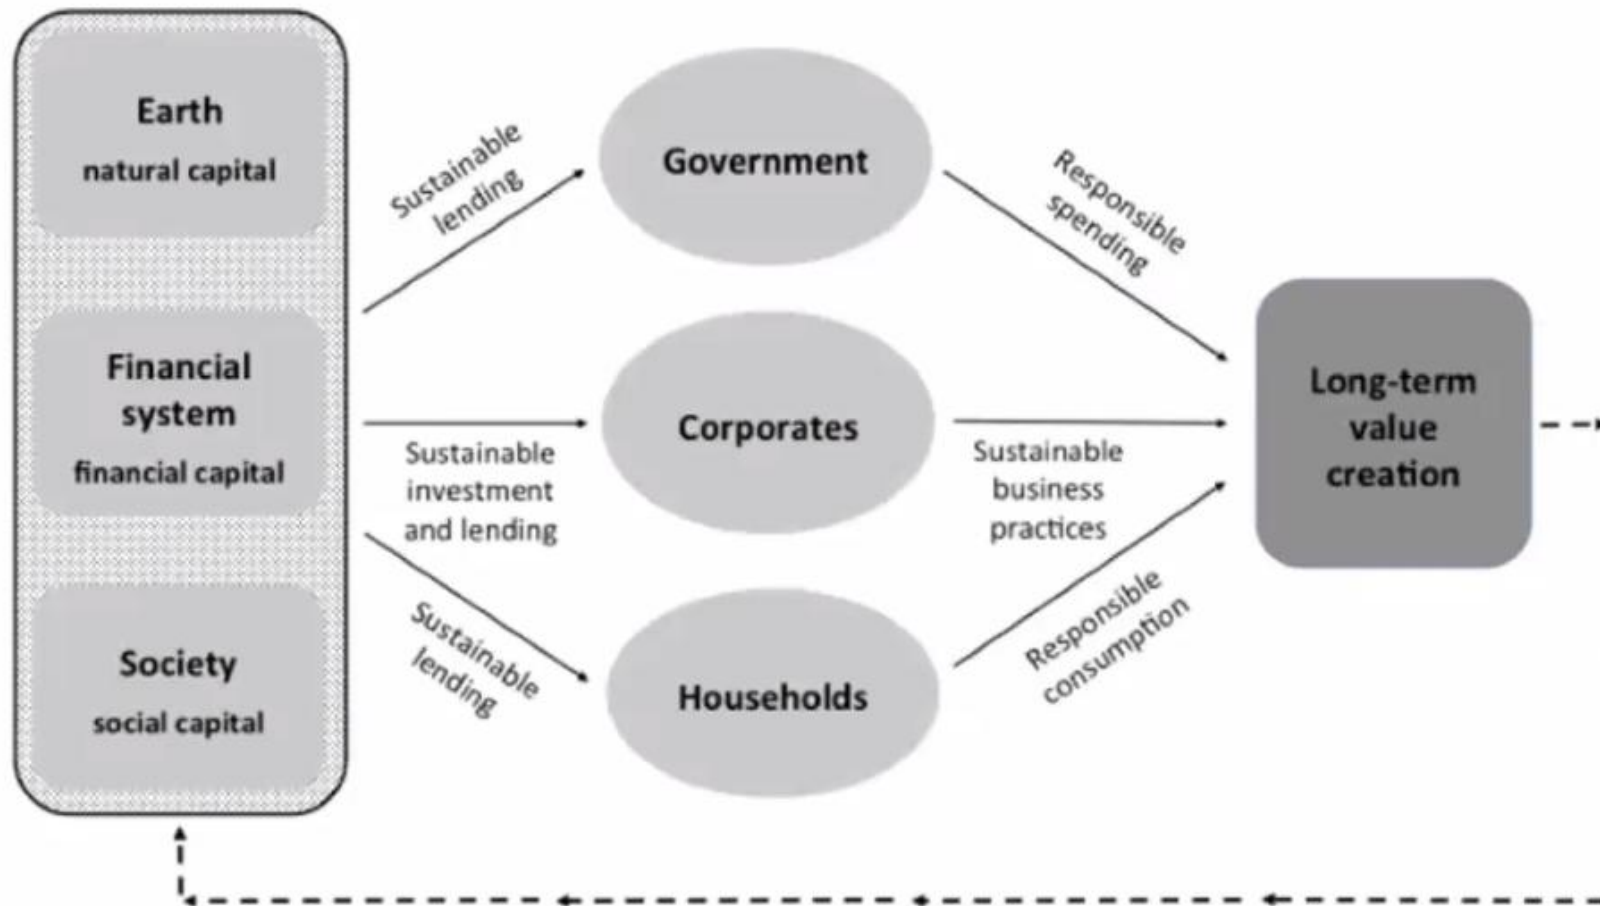 Earth
natural capital
Financial
system
financial capital
Society
social capital
Sustainable
lending
Sustainable
investment
and lending
Sustainable
lending
Government
Corporates
Households
Responsible
spending
Sustainable
business
practices
Responsible
consumption
Long-term
value
creation